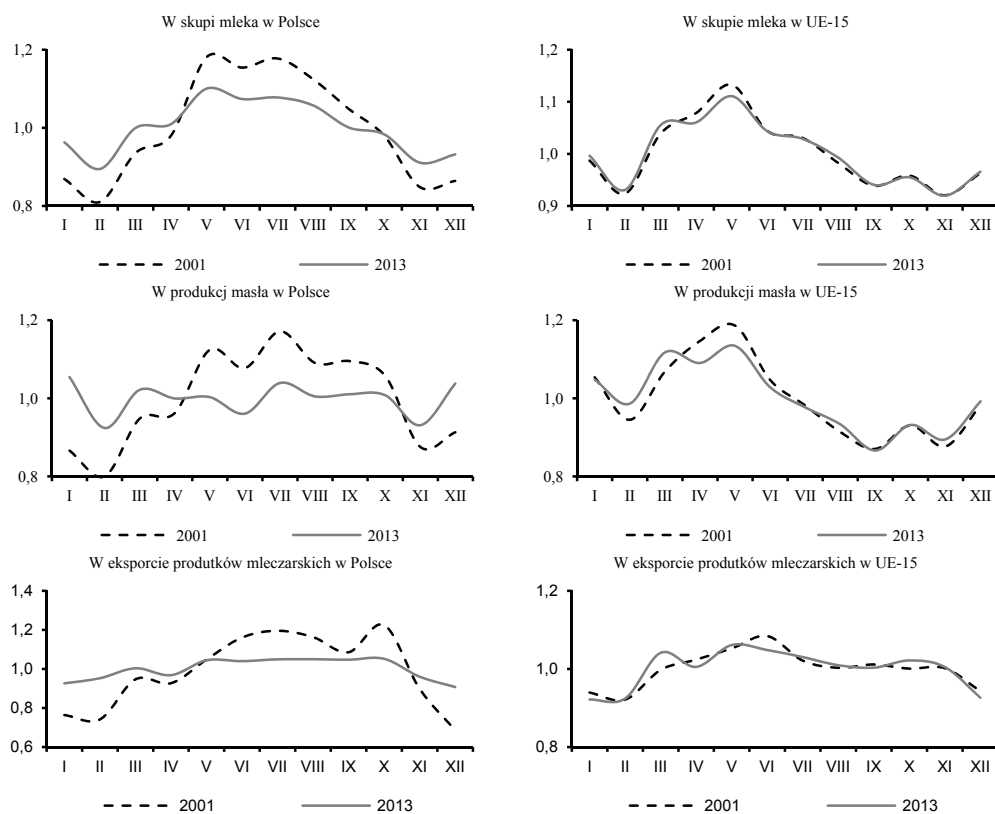 W skupi mleka w Polsce
1,2
1,0
0,8
I II III IV V VI VII VIII IX X XI XII
2001 2013
W skupie mleka w UE-15
1,2
1,1
1,0
0,9
I II III IV V VI VII VIII IX X XI XII
2001 2013
W produkcj masła w Polsce
1,2
1,0
0,8
I II III IV V VI VII VIII IX X XI XII
2001 2013
W produkcji masła w UE-15
1,2
1,0
0,8
I II III IV V VI VII VIII IX X XI XII
2001 2013
W eksporcie produtków mleczarskich w Polsce
1,4
1,2
1,0
0,8
0,6
I II III IV V VI VII VIII IX X XI XII
2001 2013
W eksporcie produtków mleczarskich w UE-15
1,2
1,0
0,8
I II III IV V VI VII VIII IX X XI XII
2001 2013